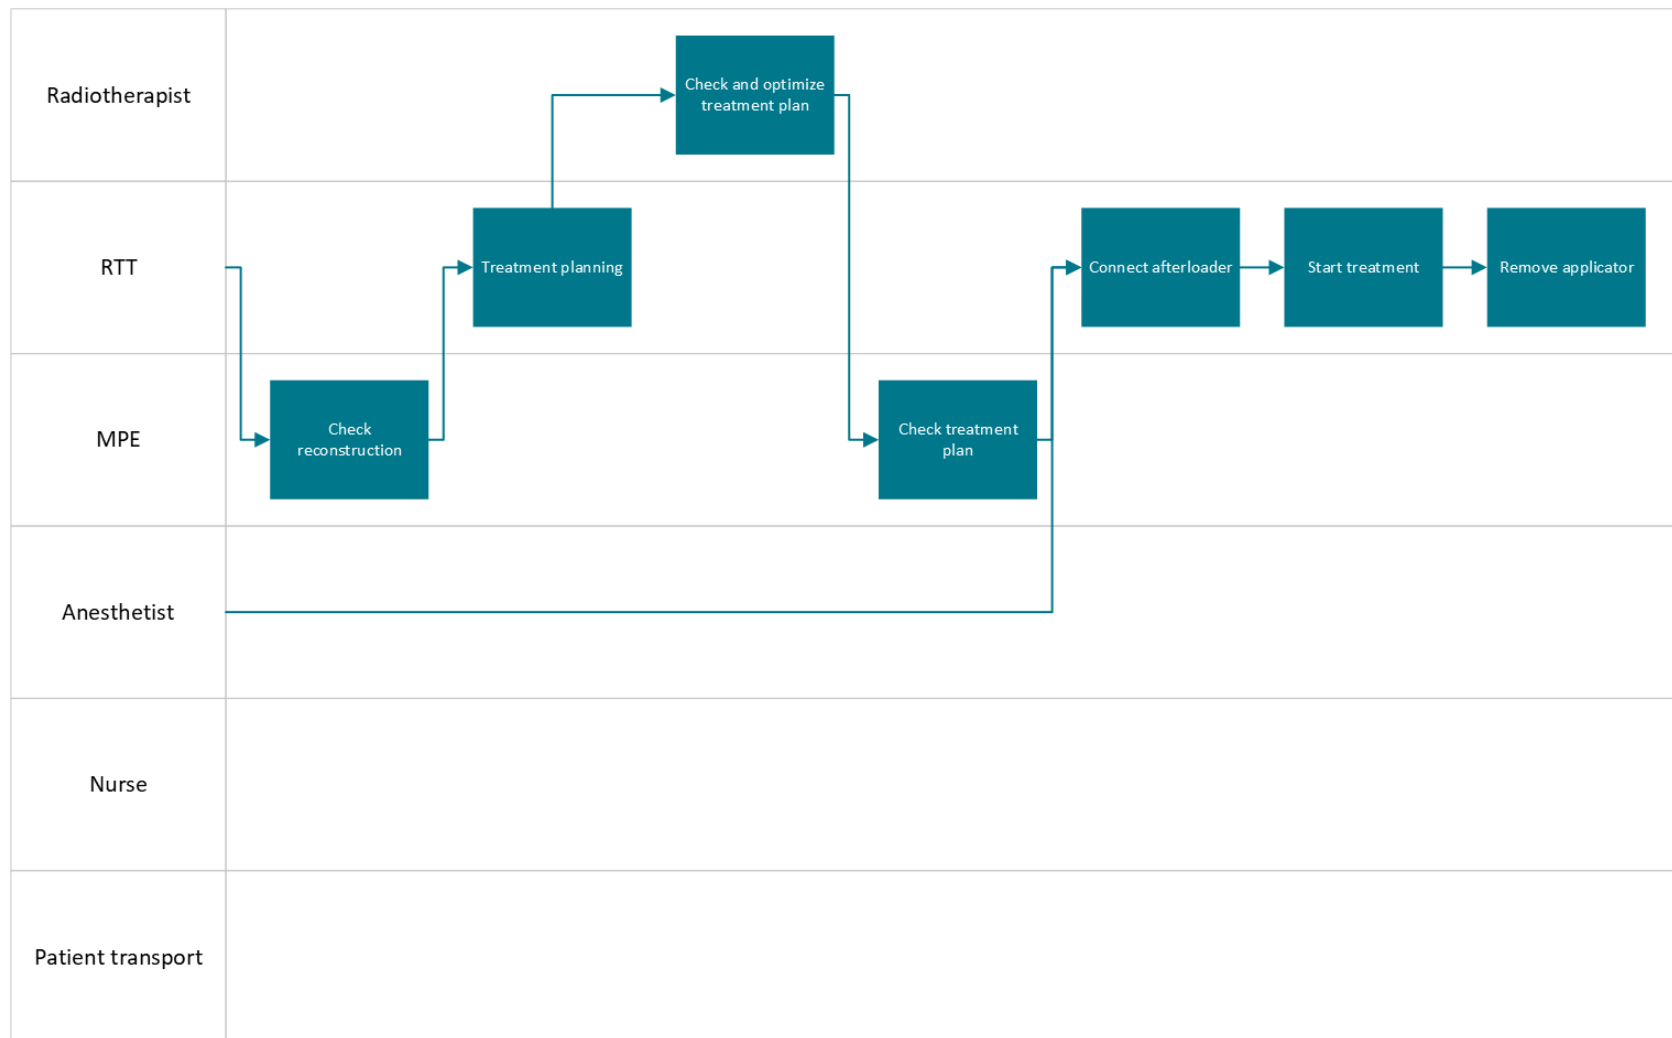 Radiotherapist
Check and optimize
treatment plan
RTT
Treatment planning
Connect afterloader
Start treatment
Remove applicator
MPE
Check
reconstruction
Check treatment
plan
Anesthetist
Nurse
Patient transport